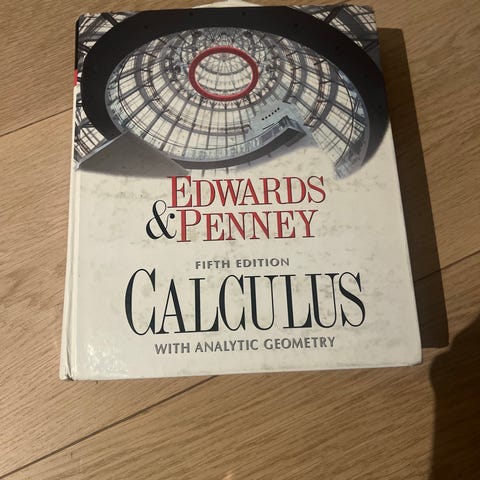 EDWARDS
& PENNEY
FIFTH EDITION
CALCULUS
WITH ANALYTIC GEOMETRY